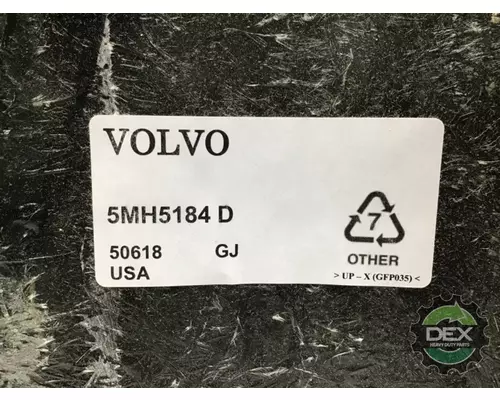 VOLVO
5MH5184 D
50618 GJ
USA
7
OTHER
> UP – X (GFP035) <
DEX
HEAVY DUTY PARTS